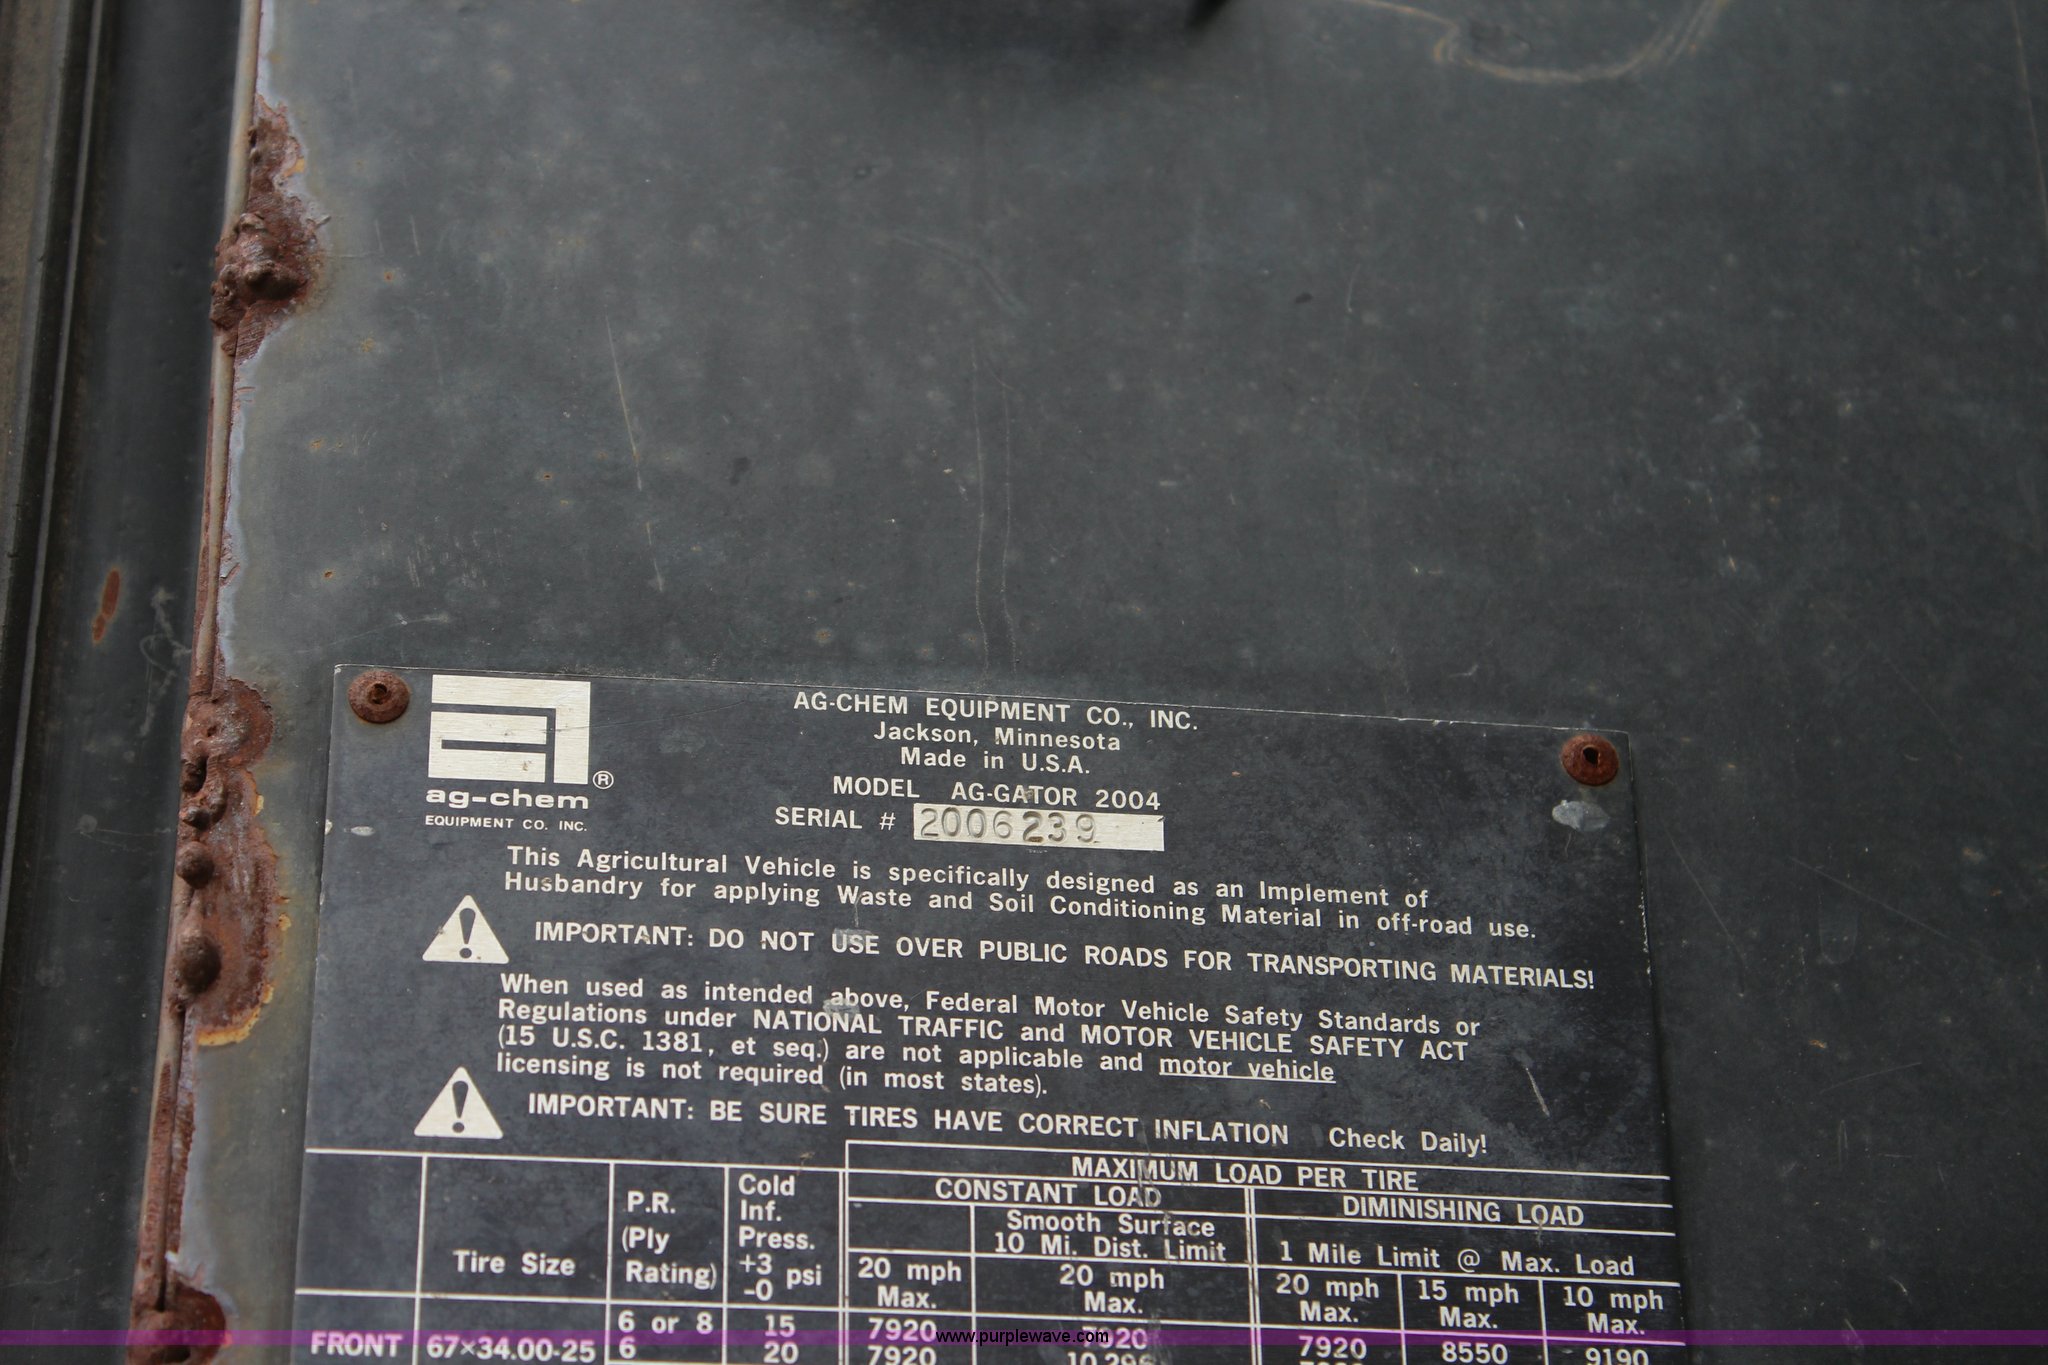 ag-chem ®
EQUIPMENT CO. INC.
AG-CHEM EQUIPMENT CO., INC.
Jackson, Minnesota
Made in U.S.A.
MODEL AG-GATOR 2004
SERIAL # 2006239
This Agricultural Vehicle is specifically designed as an Implement of
Husbandry for applying Waste and Soil Conditioning Material in off-road use.
IMPORTANT: DO NOT USE OVER PUBLIC ROADS FOR TRANSPORTING MATERIALS!
When used as intended above, Federal Motor Vehicle Safety Standards or
Regulations under NATIONAL TRAFFIC and MOTOR VEHICLE SAFETY ACT
(15 U.S.C. 1381, et seq.) are not applicable and motor vehicle
licensing is not required (in most states).
IMPORTANT: BE SURE TIRES HAVE CORRECT INFLATION Check Daily!
Tire Size
P.R.
(Ply
Rating)
Cold
Inf.
Press.
+3
-0 psi
MAXIMUM LOAD PER TIRE
CONSTANT LOAD
DIMINISHING LOAD
Smooth Surface
10 Mi. Dist. Limit
1 Mile Limit @ Max. Load
20 mph
Max.
20 mph
Max.
20 mph
Max.
15 mph
Max.
10 mph
Max.
FRONT 67×34.00-25
6 or 8 15 7920 7920 7920 8550 9190
6 20 7920
www.purplewave.com